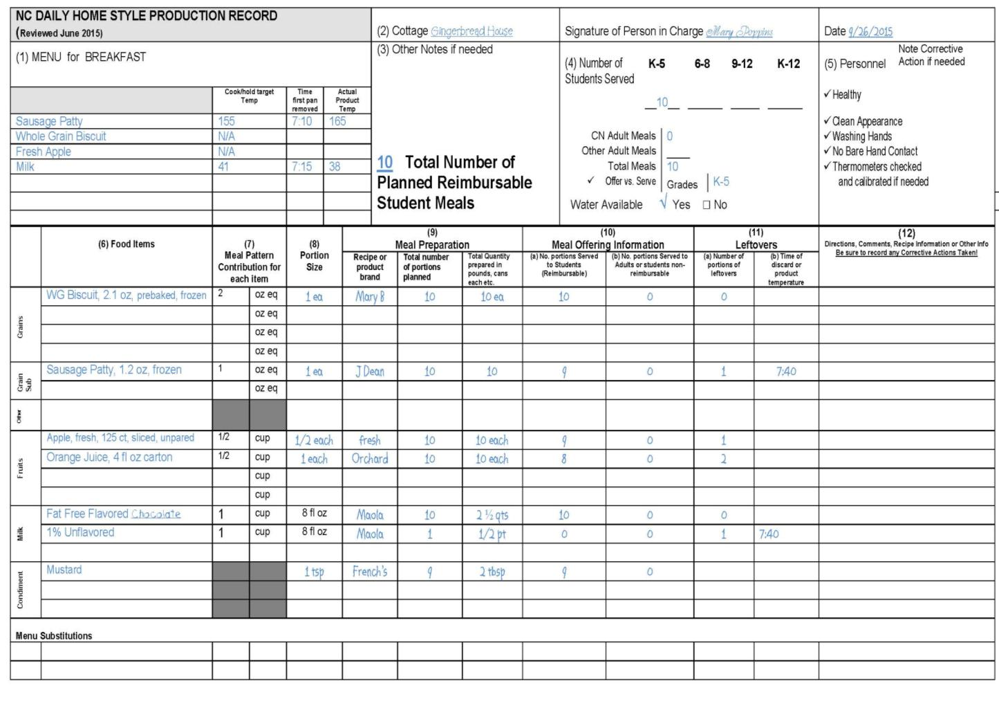 NC DAILY HOME STYLE PRODUCTION RECORD
(Reviewed June 2015)
(2) Cottage Gingerbread House
Signature of Person in Charge Mary Poppins
Date 9/26/2015
(1) MENU for BREAKFAST
Cook/hold target Temp
Time first pan removed
Actual Product Temp
Sausage Patty 155 7:10 165
Whole Grain Biscuit N/A
Fresh Apple N/A
Milk 41 7:15 38
(3) Other Notes if needed
10 Total Number of
Planned Reimbursable
Student Meals
(4) Number of K-5 6-8 9-12 K-12
Students Served
10
CN Adult Meals 0
Other Adult Meals
Total Meals 10
✓ Offer vs. Serve Grades K-5
Water Available √ Yes □ No
Note Corrective
(5) Personnel Action if needed
✓ Healthy
✓ Clean Appearance
✓ Washing Hands
✓ No Bare Hand Contact
✓ Thermometers checked
and calibrated if needed
(6) Food Items
(7)
Meal Pattern
Contribution for
each item
(8)
Portion
Size
(9)
Meal Preparation
Recipe or product brand
Total number of portions planned
Total Quantity prepared in pounds, cans each etc.
(10)
Meal Offering Information
(a) No. portions Served to Students (Reimbursable)
(b) No. portions Served to Adults or students non-reimbursable
(11)
Leftovers
(a) Number of portions of leftovers
(b) Time of discard or product temperature
(12)
Directions, Comments, Recipe Information or Other Info
Be sure to record any Corrective Actions Taken!
Grains
WG Biscuit, 2.1 oz, prebaked, frozen 2 oz eq 1 ea Mary B 10 10 ea 10 0 0
oz eq
oz eq
oz eq
Grain Sub
Sausage Patty, 1.2 oz, frozen 1 oz eq 1 ea J Dean 10 10 9 0 1 7:40
oz eq
Other
Fruits
Apple, fresh, 125 ct, sliced, unpared 1/2 cup 1/2 each fresh 10 10 each 9 0 1
Orange Juice, 4 fl oz carton 1/2 cup 1 each Orchard 10 10 each 8 0 2
cup
cup
Milk
Fat Free Flavored Chocolate 1 cup 8 fl oz Maola 10 2 ½ qts 10 0 0
1% Unflavored 1 cup 8 fl oz Maola 1 1/2 pt 0 0 1 7:40
Condiment
Mustard 1 tsp French's 9 2 tbsp 9 0
Menu Substitutions